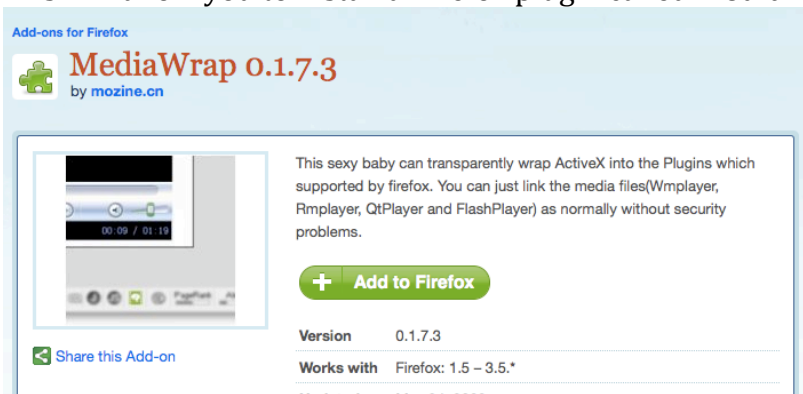 Add-ons for Firefox
MediaWrap 0.1.7.3
by mozine.cn
This sexy baby can transparently wrap ActiveX into the Plugins which
supported by firefox. You can just link the media files(Wmplayer,
Rmplayer, QtPlayer and FlashPlayer) as normally without security
problems.
00:09 / 01:19
Add to Firefox
PageRank
Version 0.1.7.3
Share this Add-on
Works with Firefox: 1.5 – 3.5.*